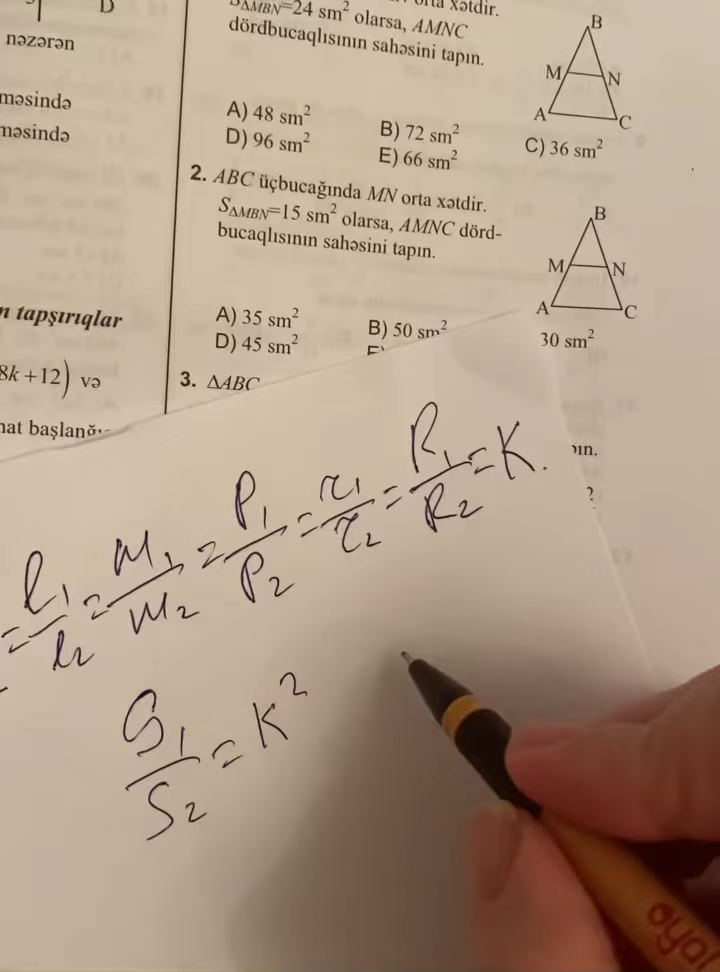 D
nəzərən
məsində
məsində
n tapşırıqlar
8k+12) və
orta xətdir.
S△MBN=24 sm² olarsa, AMNC
dördbucaqlısının sahəsini tapın.
B
M N
A C
A) 48 sm² B) 72 sm² C) 36 sm²
D) 96 sm² E) 66 sm²
2. ABC üçbucağında MN orta xətdir.
S△MBN=15 sm² olarsa, AMNC dörd-
bucaqlısının sahəsini tapın.
B
M N
A C
A) 35 sm² B) 50 sm² 30 sm²
D) 45 sm²
3. △ABC
?
= l₁/l₂ = m₁/m₂ = P₁/P₂ = r₁/r₂ = R₁/R₂ = K.
S₁/S₂ = K²
oyal